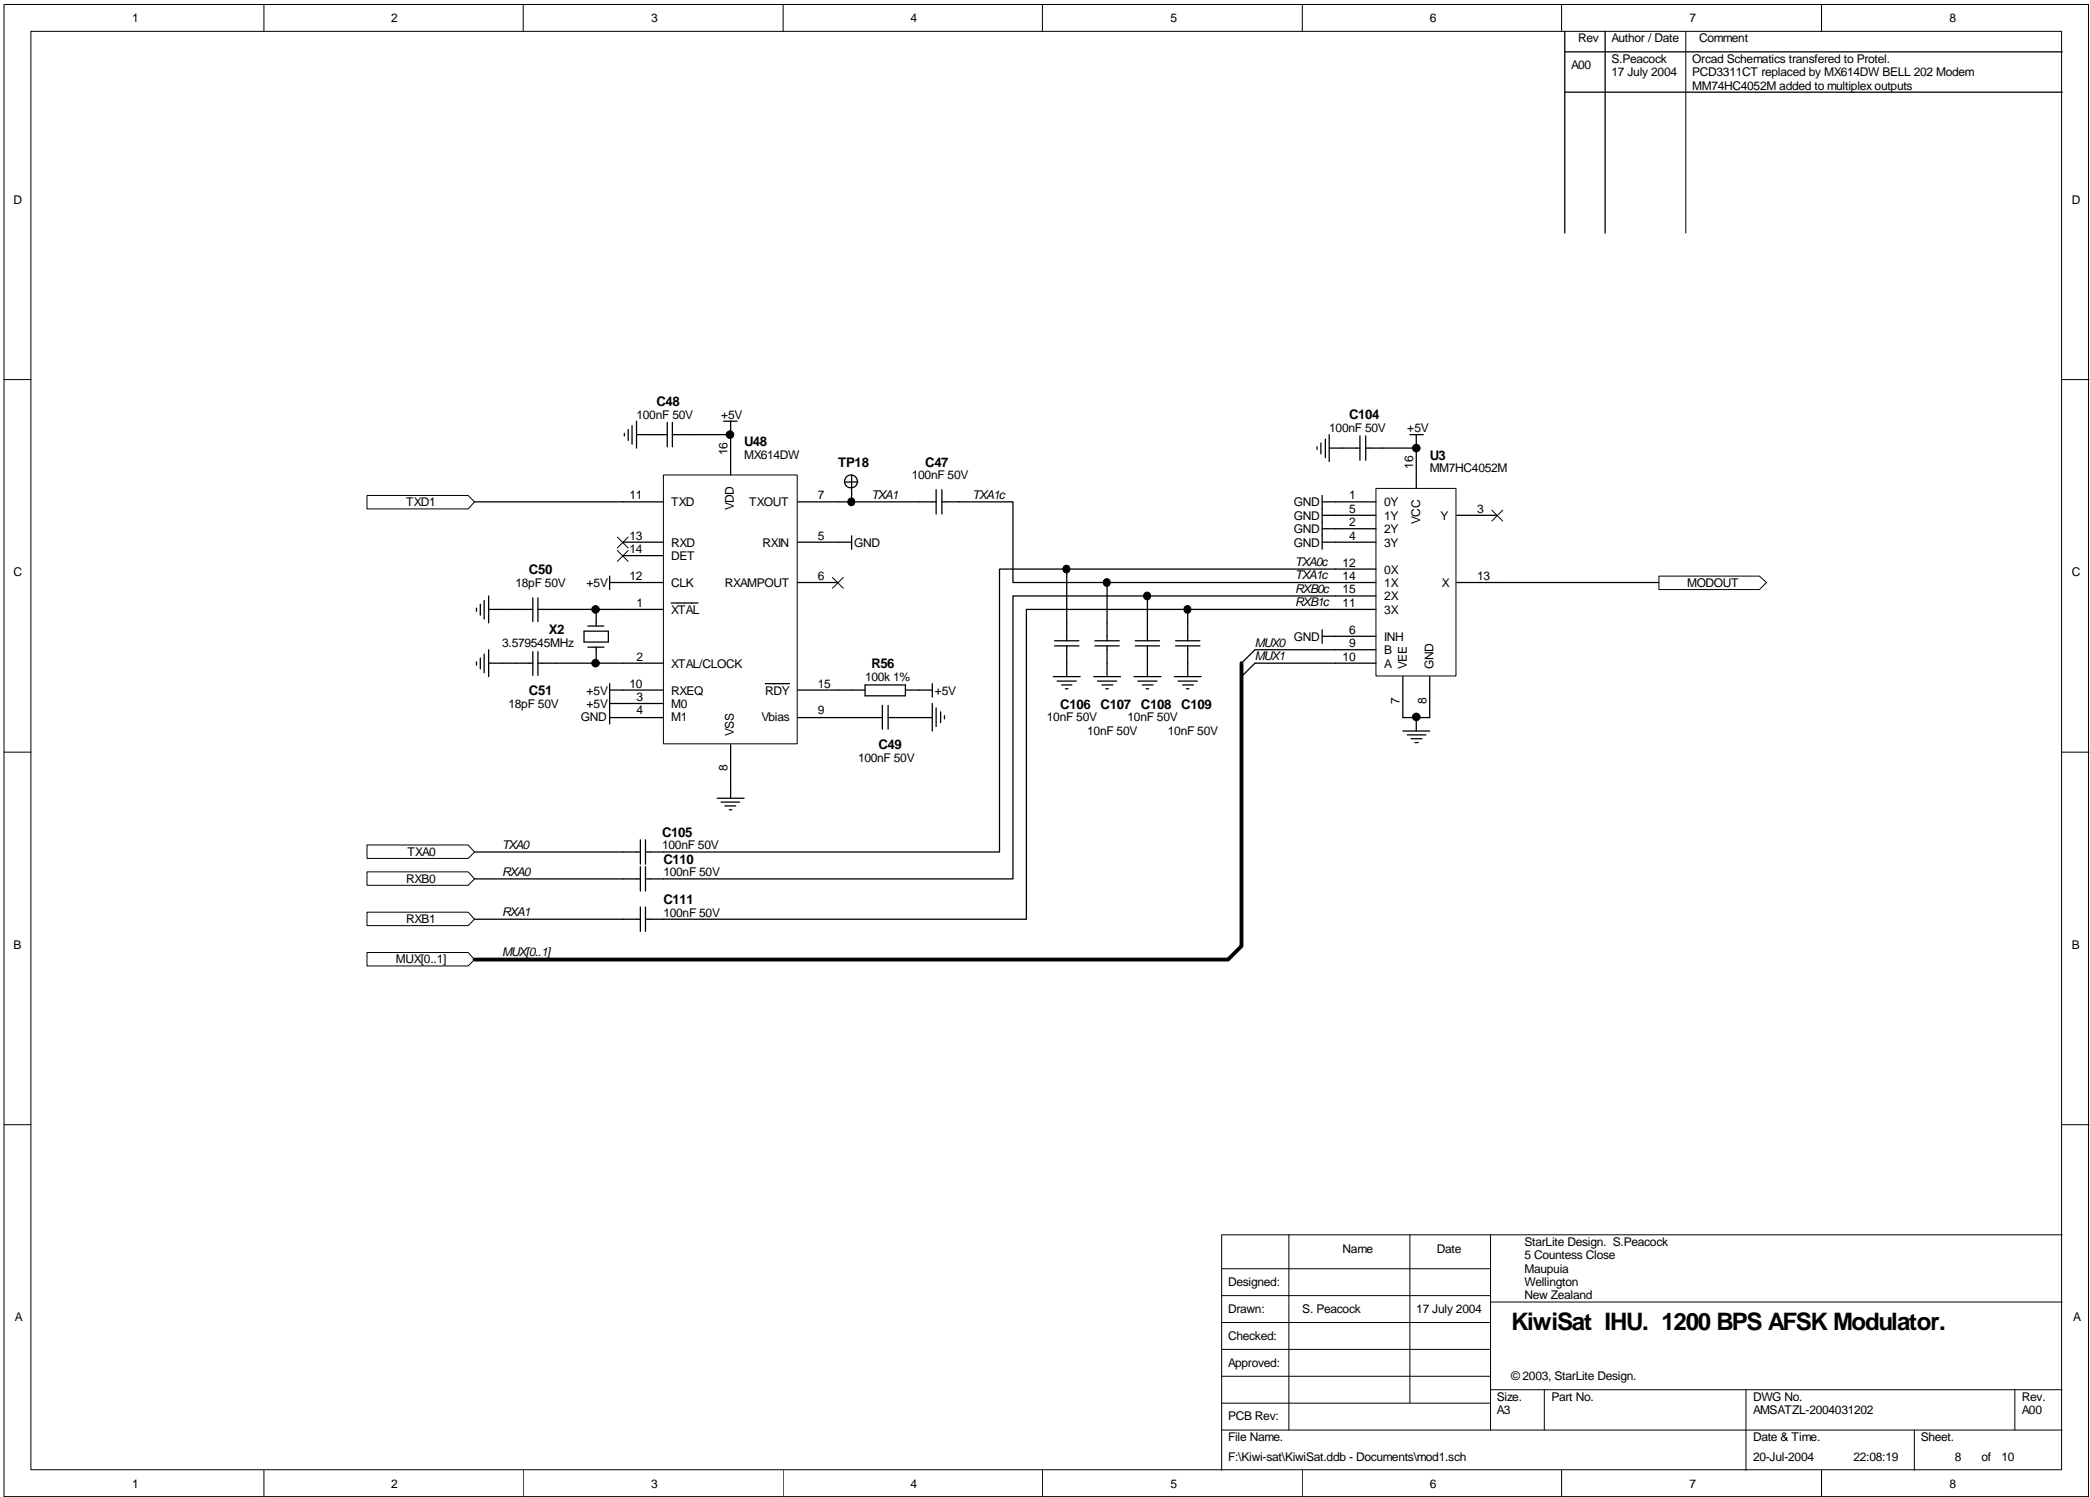 1 2 3 4 5 6 7 8
Rev Author / Date Comment
A00 S.Peacock 17 July 2004 Orcad Schematics transfered to Protel.
PCD3311CT replaced by MX614DW BELL 202 Modem
MM74HC4052M added to multiplex outputs
D D
C48
100nF 50V
+5V
16
U48
MX614DW
TP18
C47
100nF 50V
C104
100nF 50V
+5V
16
U3
MM7HC4052M
TXD1
11 TXD
VDD
TXOUT 7
TXA1
TXA1c
13 RXD
14 DET
RXIN 5 GND
C50
18pF 50V
+5V 12 CLK
RXAMPOUT 6
1 XTAL
X2
3.579545MHz
2 XTAL/CLOCK
C51
18pF 50V
+5V 10 RXEQ
+5V 3 M0
GND 4 M1
VSS
8
RDY 15
R56
100k 1%
+5V
Vbias 9
C49
100nF 50V
GND 1 0Y
GND 5 1Y
GND 2 2Y
GND 4 3Y
VCC
Y 3
TXA0c 12 0X
TXA1c 14 1X
RXB0c 15 2X
RXB1c 11 3X
X 13
MODOUT
GND 6 INH
MUX0 9 B
MUX1 10 A
VEE
GND
7 8
C106 C107 C108 C109
10nF 50V 10nF 50V
10nF 50V 10nF 50V
C C
TXA0 TXA0
C105
100nF 50V
RXB0 RXA0
C110
100nF 50V
RXB1 RXA1
C111
100nF 50V
MUX[0..1] MUX[0..1]
B B
Name Date
Designed:
Drawn: S. Peacock 17 July 2004
Checked:
Approved:
PCB Rev:
StarLite Design. S.Peacock
5 Countess Close
Maupuia
Wellington
New Zealand
KiwiSat IHU. 1200 BPS AFSK Modulator.
© 2003, StarLite Design.
Size. A3
Part No.
DWG No.
AMSATZL-2004031202
Rev.
A00
File Name.
F:\Kiwi-sat\KiwiSat.ddb - Documents\mod1.sch
Date & Time.
20-Jul-2004 22:08:19
Sheet.
8 of 10
A A
1 2 3 4 5 6 7 8